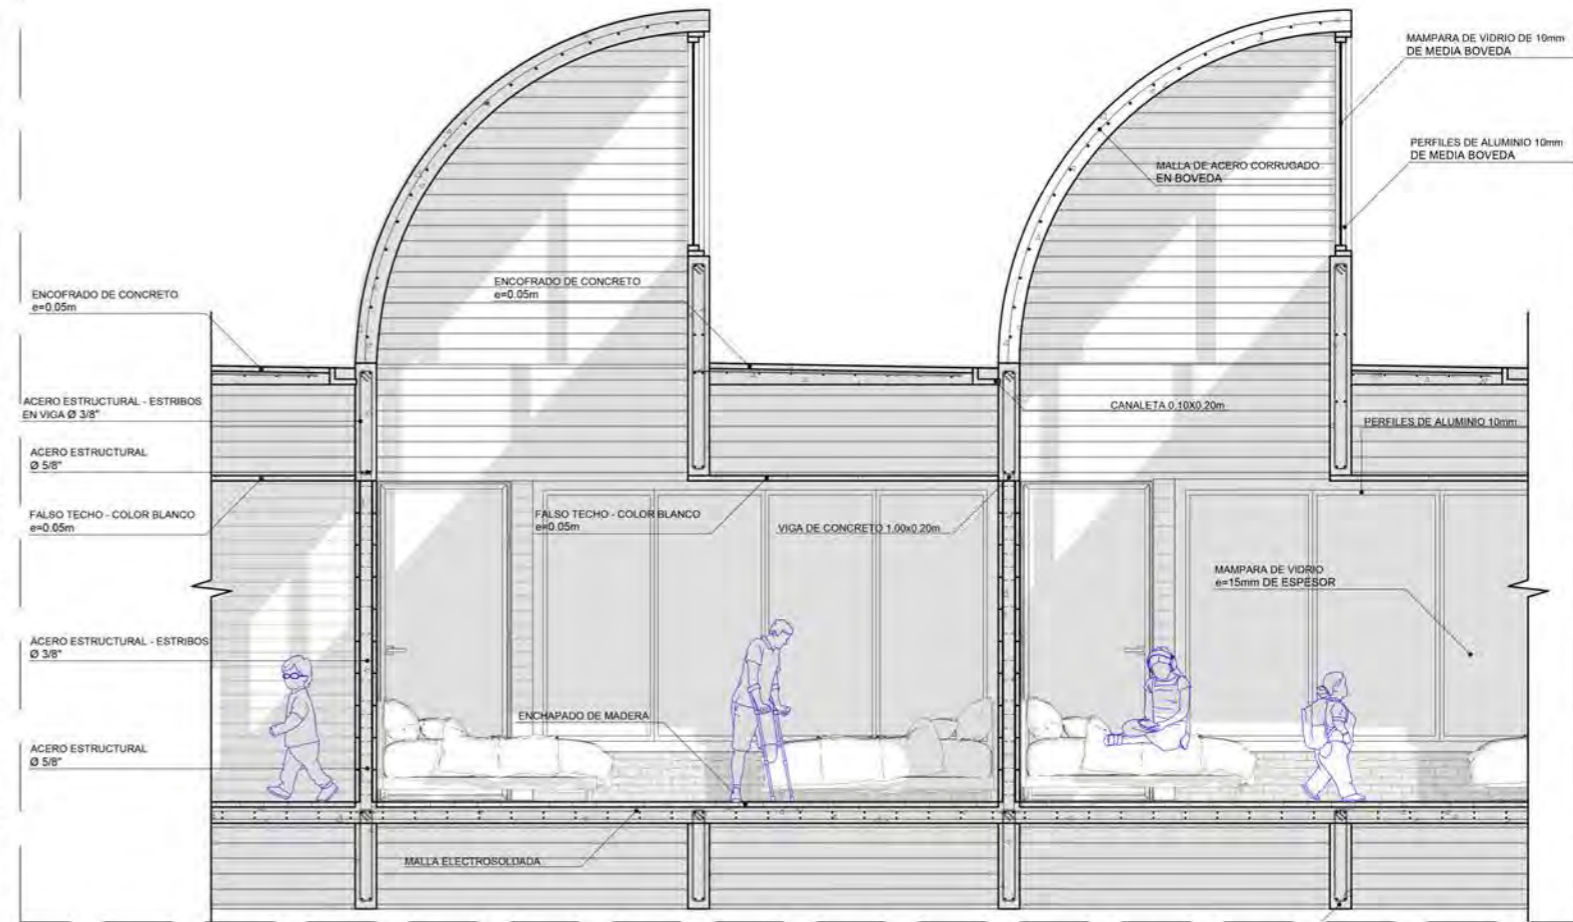 MAMPARA DE VIDRIO DE 10mm
DE MEDIA BOVEDA
PERFILES DE ALUMINIO 10mm
DE MEDIA BOVEDA
MALLA DE ACERO CORRUGADO
EN BOVEDA
ENCOFRADO DE CONCRETO
e=0.05m
ENCOFRADO DE CONCRETO
e=0.05m
ACERO ESTRUCTURAL - ESTRIBOS
EN VIGA Ø 3/8"
CANALETA 0.10X0.20m
PERFILES DE ALUMINIO 10mm
ACERO ESTRUCTURAL
Ø 5/8"
FALSO TECHO - COLOR BLANCO
e=0.05m
FALSO TECHO - COLOR BLANCO
e=0.05m
VIGA DE CONCRETO 1.00x0.20m
MAMPARA DE VIDRIO
e=15mm DE ESPESOR
ACERO ESTRUCTURAL - ESTRIBOS
Ø 3/8"
ENCHAPADO DE MADERA
ACERO ESTRUCTURAL
Ø 5/8"
MALLA ELECTROSOLDADA